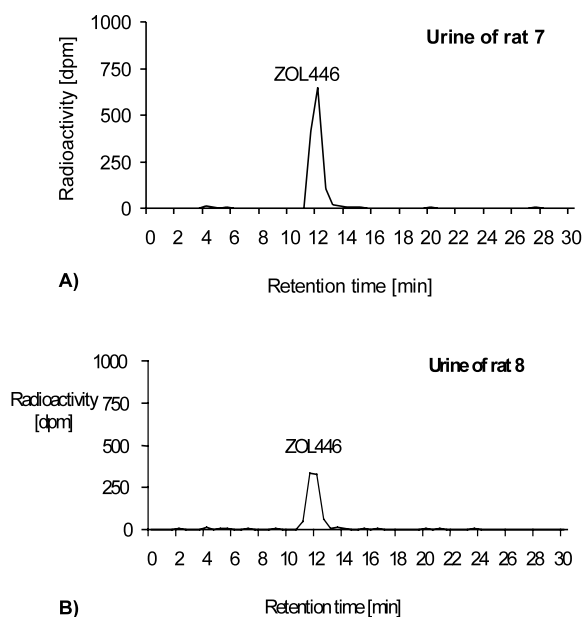 Urine of rat 7
ZOL446
Radioactivity [dpm]
1000
750
500
250
0
0 2 4 6 8 10 12 14 16 18 20 22 24 26 28 30
A)
Retention time [min]
Urine of rat 8
Radioactivity
[dpm]
ZOL446
1000
750
500
250
0
0 2 4 6 8 10 12 14 16 18 20 22 24 26 28 30
B)
Retention time [min]